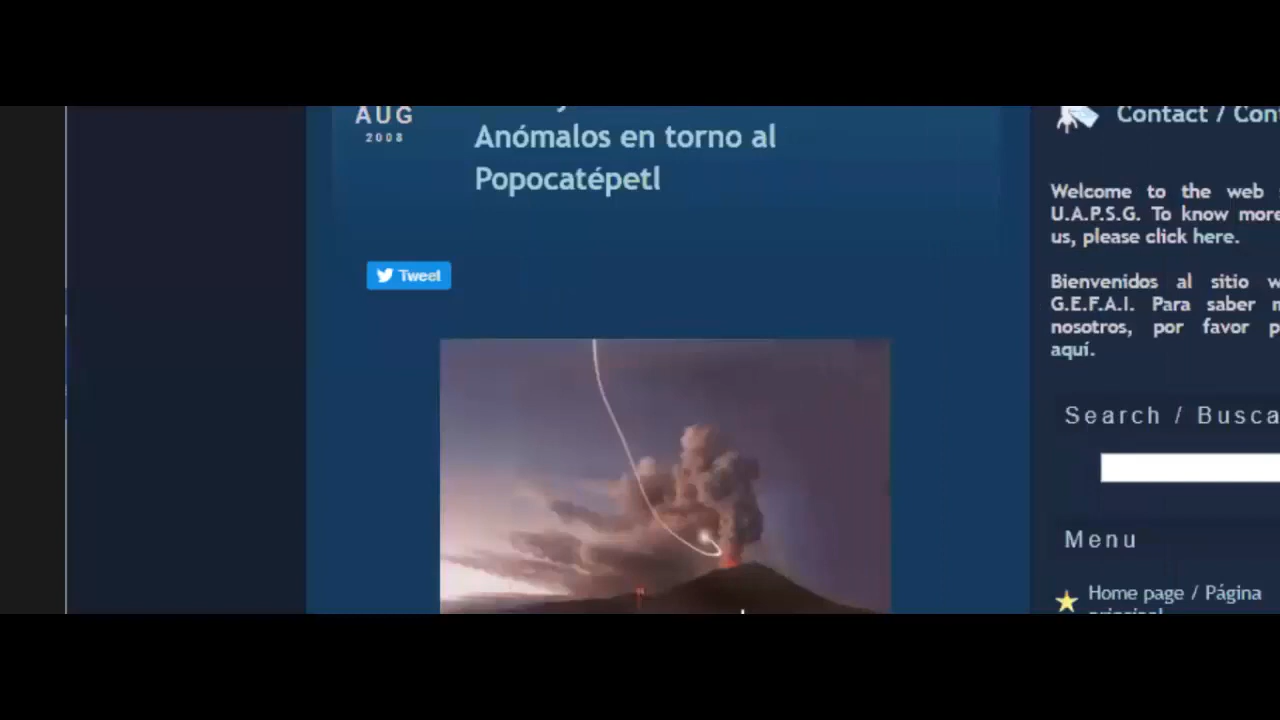 AUG
2008
Anómalos en torno al
Popocatépetl
Tweet
Contact /
Welcome to the web
U.A.P.S.G. To know more
us, please click here.
Bienvenidos al sitio
G.E.F.A.I. Para saber
nosotros, por favor
aquí.
Search / Busca
Menu
Home page / Página